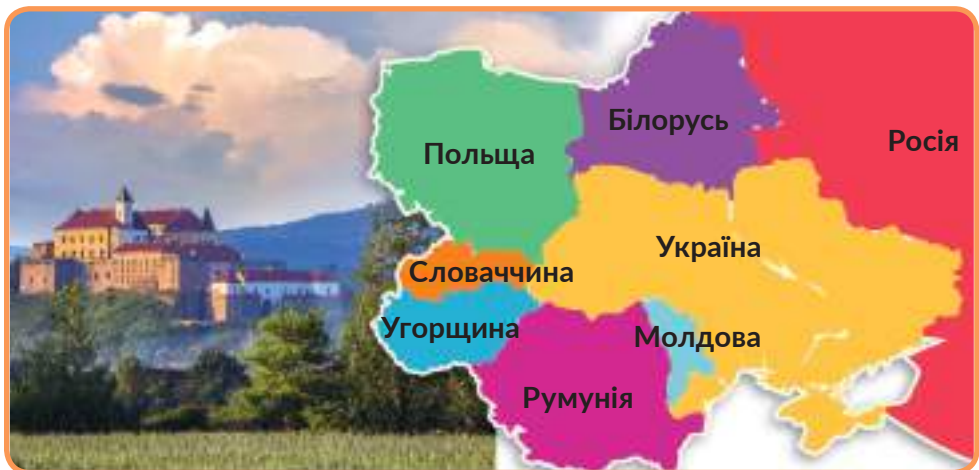 Білорусь
Росія
Польща
Україна
Словаччина
Угорщина
Молдова
Румунія